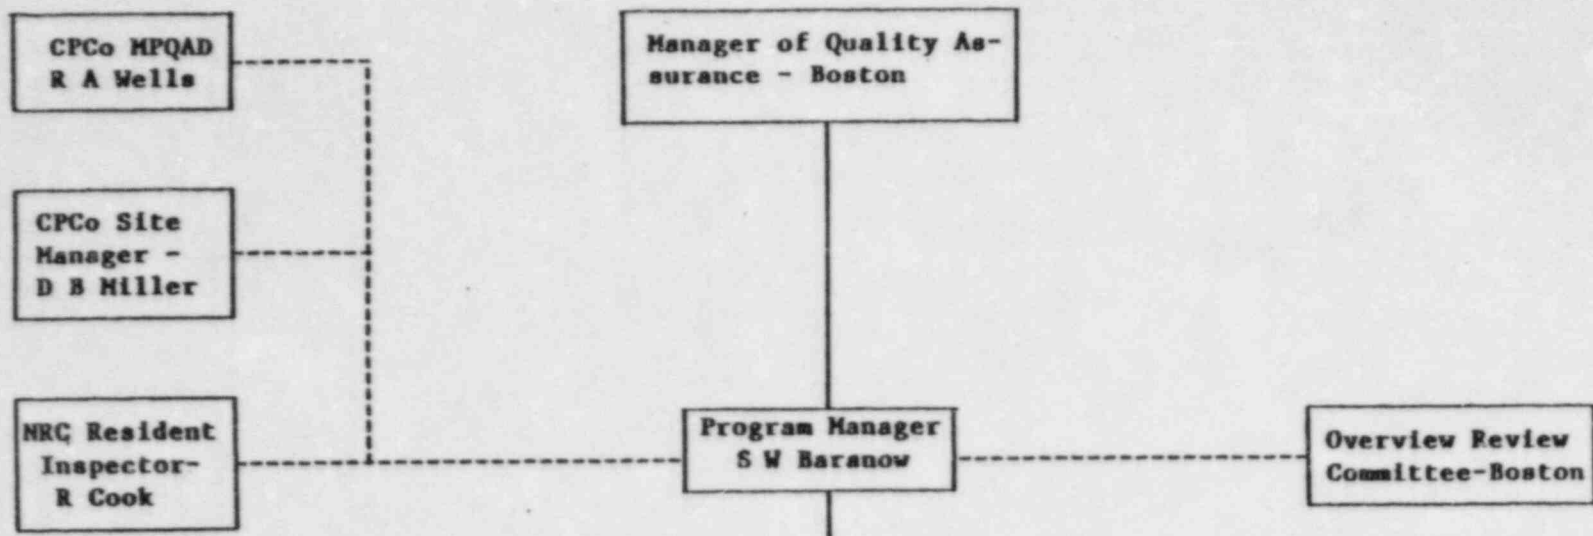 CPCo MPQAD
R A Wells
Manager of Quality As-
surance - Boston
CPCo Site
Manager -
D B Miller
NRC Resident
Inspector-
R Cook
Program Manager
S W Baranow
Overview Review
Committee-Boston